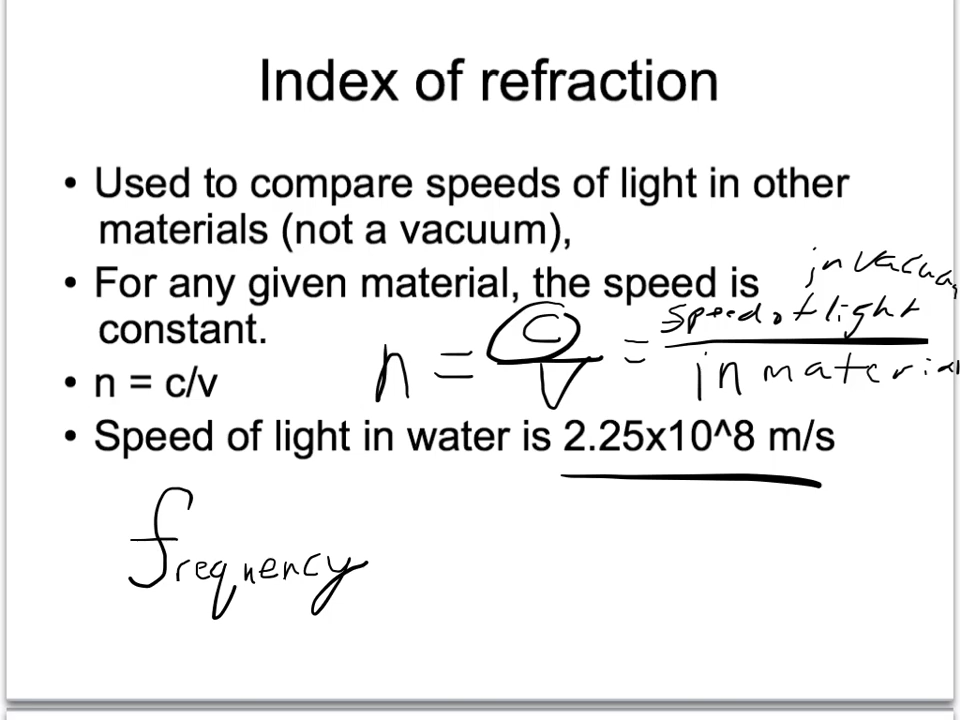 Index of refraction
• Used to compare speeds of light in other
materials (not a vacuum),
• For any given material, the speed is
constant.
in vacuum
n = c/v = speed of light
in material
• n = c/v
• Speed of light in water is 2.25x10^8 m/s
frequency